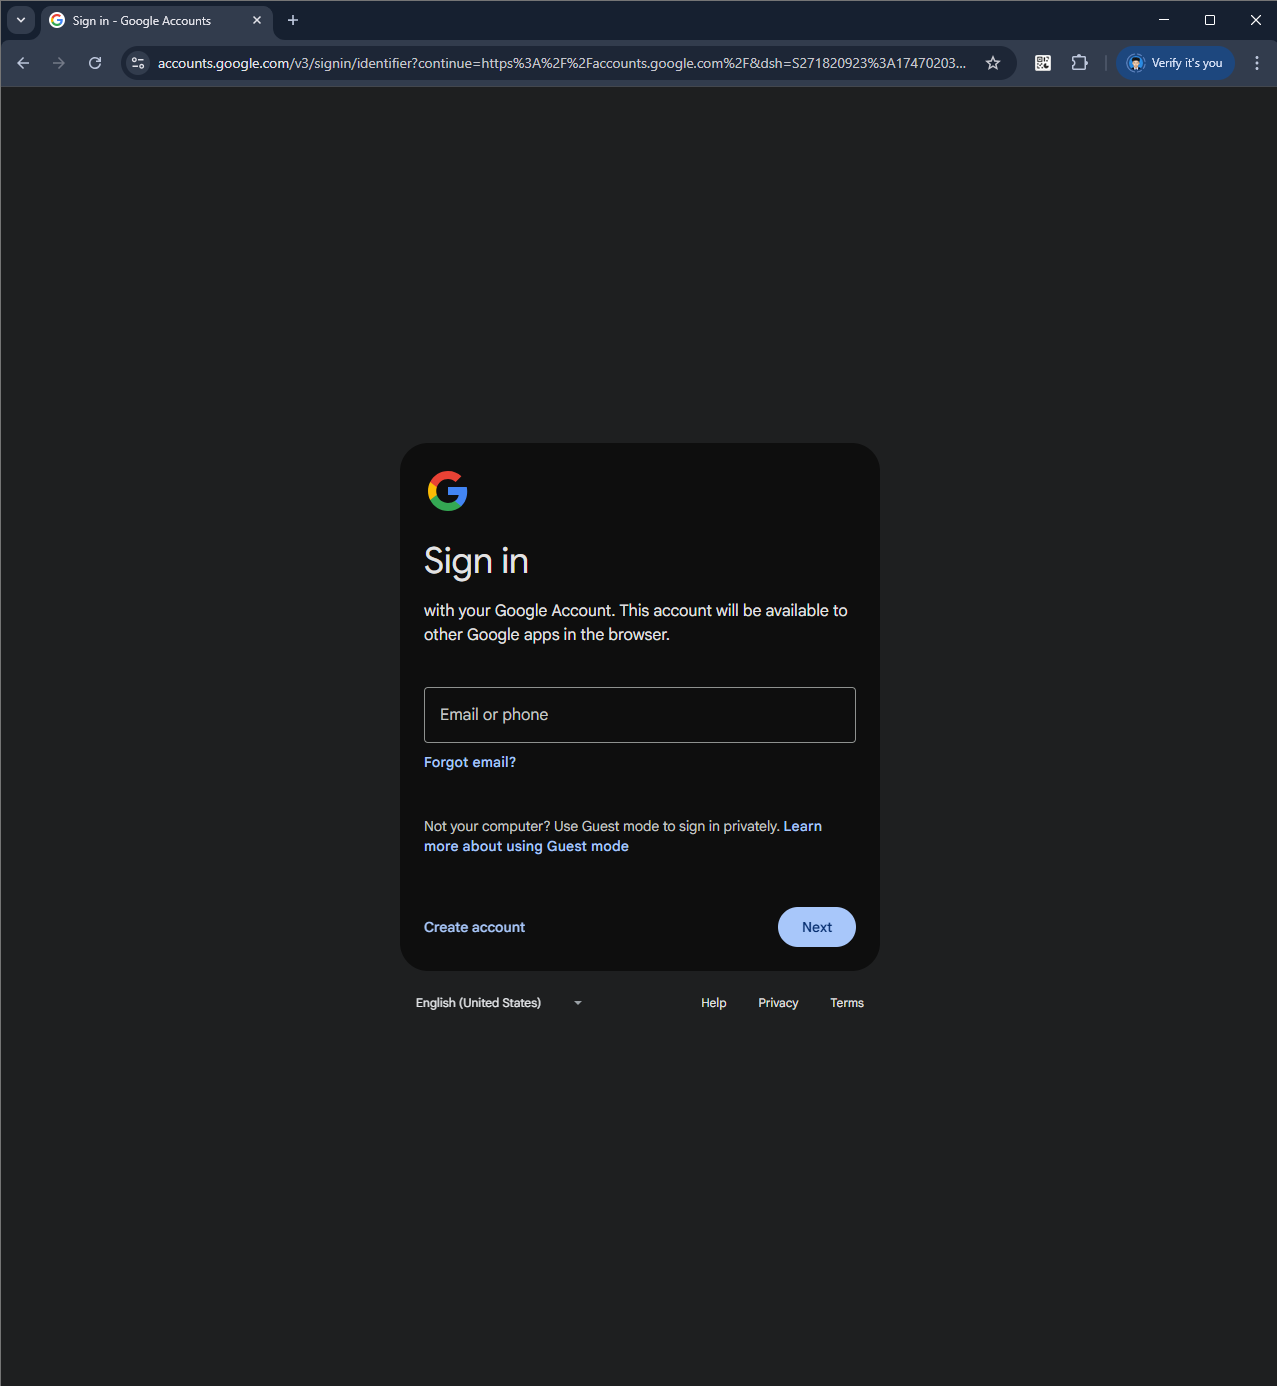 Sign in - Google Accounts
accounts.google.com/v3/signin/identifier?continue=https%3A%2F%2Faccounts.google.com%2F&dsh=S271820923%3A17470203...
Verify it's you
Sign in
with your Google Account. This account will be available to
other Google apps in the browser.
Email or phone
Forgot email?
Not your computer? Use Guest mode to sign in privately. Learn
more about using Guest mode
Create account
Next
English (United States)
Help
Privacy
Terms